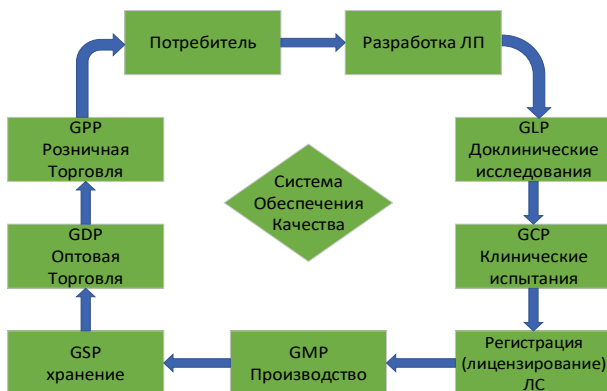 Потребитель
Разработка ЛП
GPP
Розничная
Торговля
GLP
Доклинические
исследования
Система
Обеспечения
Качества
GDP
Оптовая
Торговля
GCP
Клинические
испытания
GSP
хранение
GMP
Производство
Регистрация
(лицензирование)
ЛС